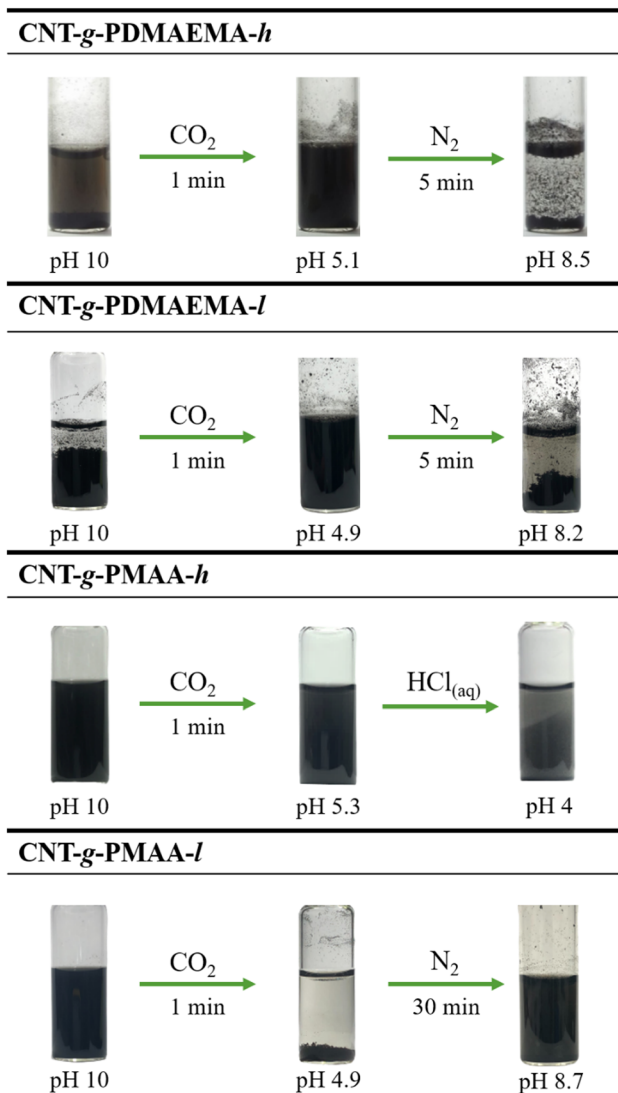 CNT-g-PDMAEMA-h
CO2
1 min
N2
5 min
pH 10
pH 5.1
pH 8.5
CNT-g-PDMAEMA-l
CO2
1 min
N2
5 min
pH 10
pH 4.9
pH 8.2
CNT-g-PMAA-h
CO2
1 min
HCl(aq)
pH 10
pH 5.3
pH 4
CNT-g-PMAA-l
CO2
1 min
N2
30 min
pH 10
pH 4.9
pH 8.7